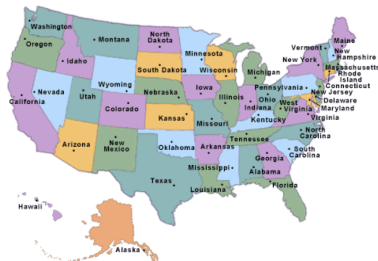 Washington
Montana
North
Dakota
Minnesota
Vermont
Maine
New
Hampshire
Oregon
Idaho
South Dakota
Wisconsin
Michigan
New York
Massachusetts
Rhode
Island
Connecticut
New Jersey
Delaware
Maryland
Wyoming
Nevada
Utah
California
Colorado
Nebraska
Iowa
Illinois
Indiana
Ohio
Pennsylvania
West
Virginia
Virginia
Kansas
Missouri
Kentucky
North
Carolina
Tennessee
South
Carolina
Arizona
New
Mexico
Oklahoma
Arkansas
Georgia
Mississippi
Alabama
Texas
Louisiana
Florida
Hawaii
Alaska